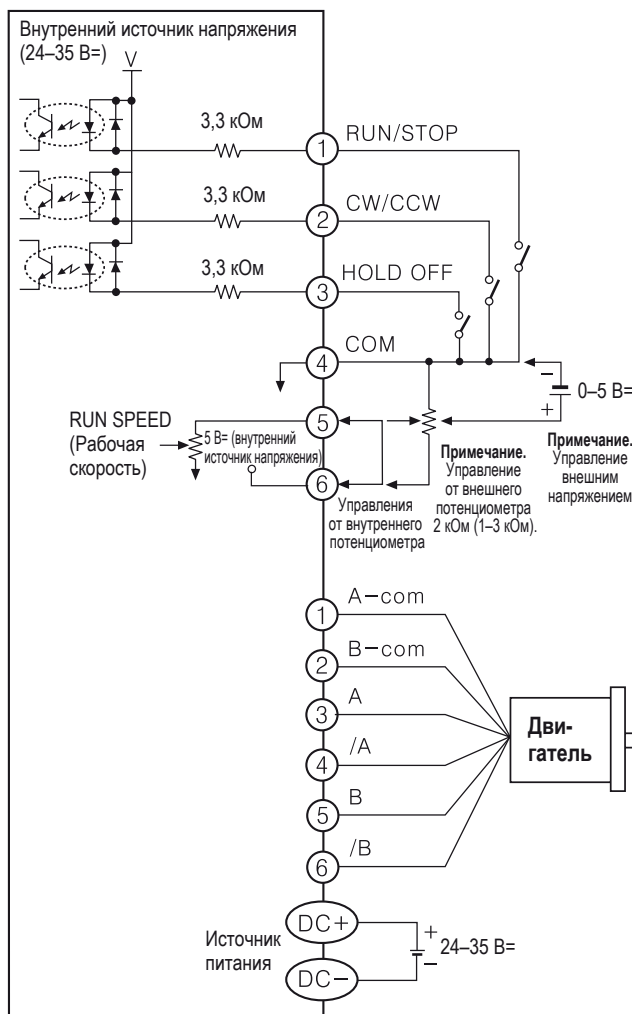 Внутренний источник напряжения
(24–35 В=)
V
3,3 кОм
1
RUN/STOP
3,3 кОм
2
CW/CCW
3,3 кОм
3
HOLD OFF
4
COM
–
0–5 В=
+
RUN SPEED
(Рабочая
скорость)
5 В= (внутренний
источник напряжения)
5
6
Управления
от внутреннего
потенциометра
Примечание.
Управление
от внешнего
потенциометра
2 кОм (1–3 кОм).
Примечание.
Управление
внешним
напряжением
1
A–com
2
B–com
3
A
4
/A
5
B
6
/B
Дви-
гатель
Источник
питания
DC+
DC–
+
24–35 В=
–